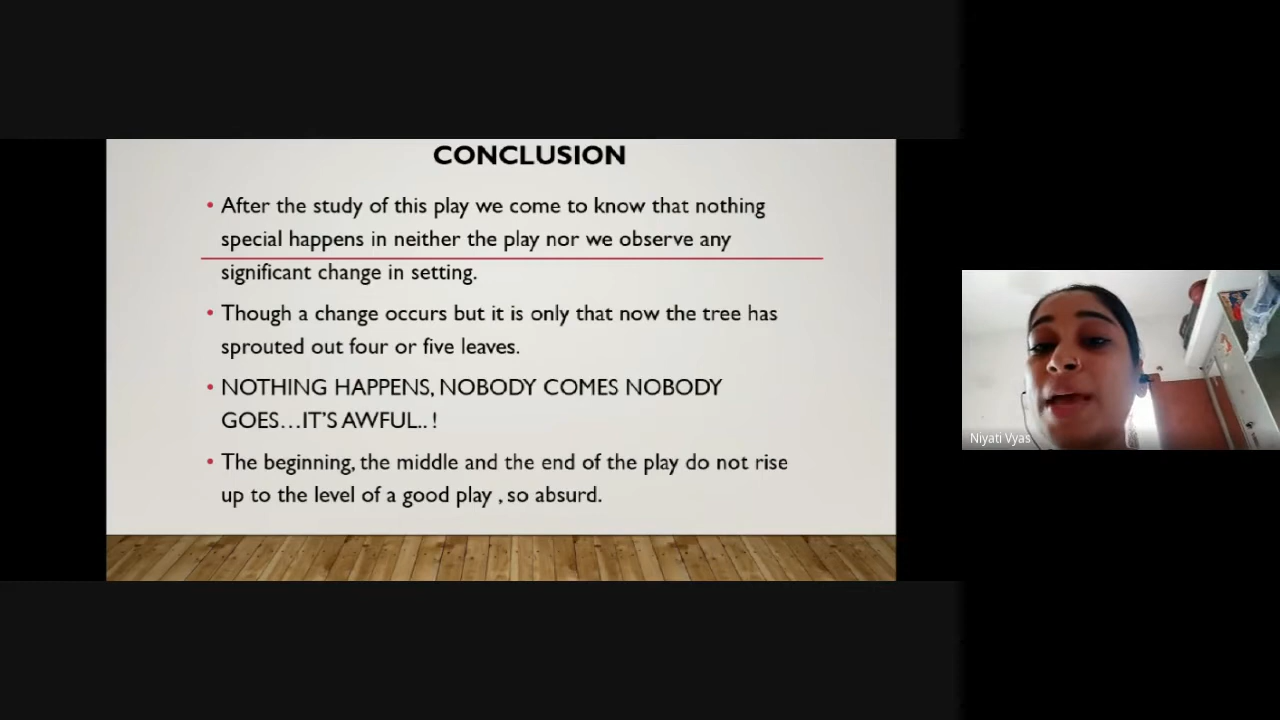 CONCLUSION
• After the study of this play we come to know that nothing
special happens in neither the play nor we observe any
significant change in setting.
• Though a change occurs but it is only that now the tree has
sprouted out four or five leaves.
• NOTHING HAPPENS, NOBODY COMES NOBODY
GOES...IT'S AWFUL.. !
• The beginning, the middle and the end of the play do not rise
up to the level of a good play , so absurd.
Niyati Vyas